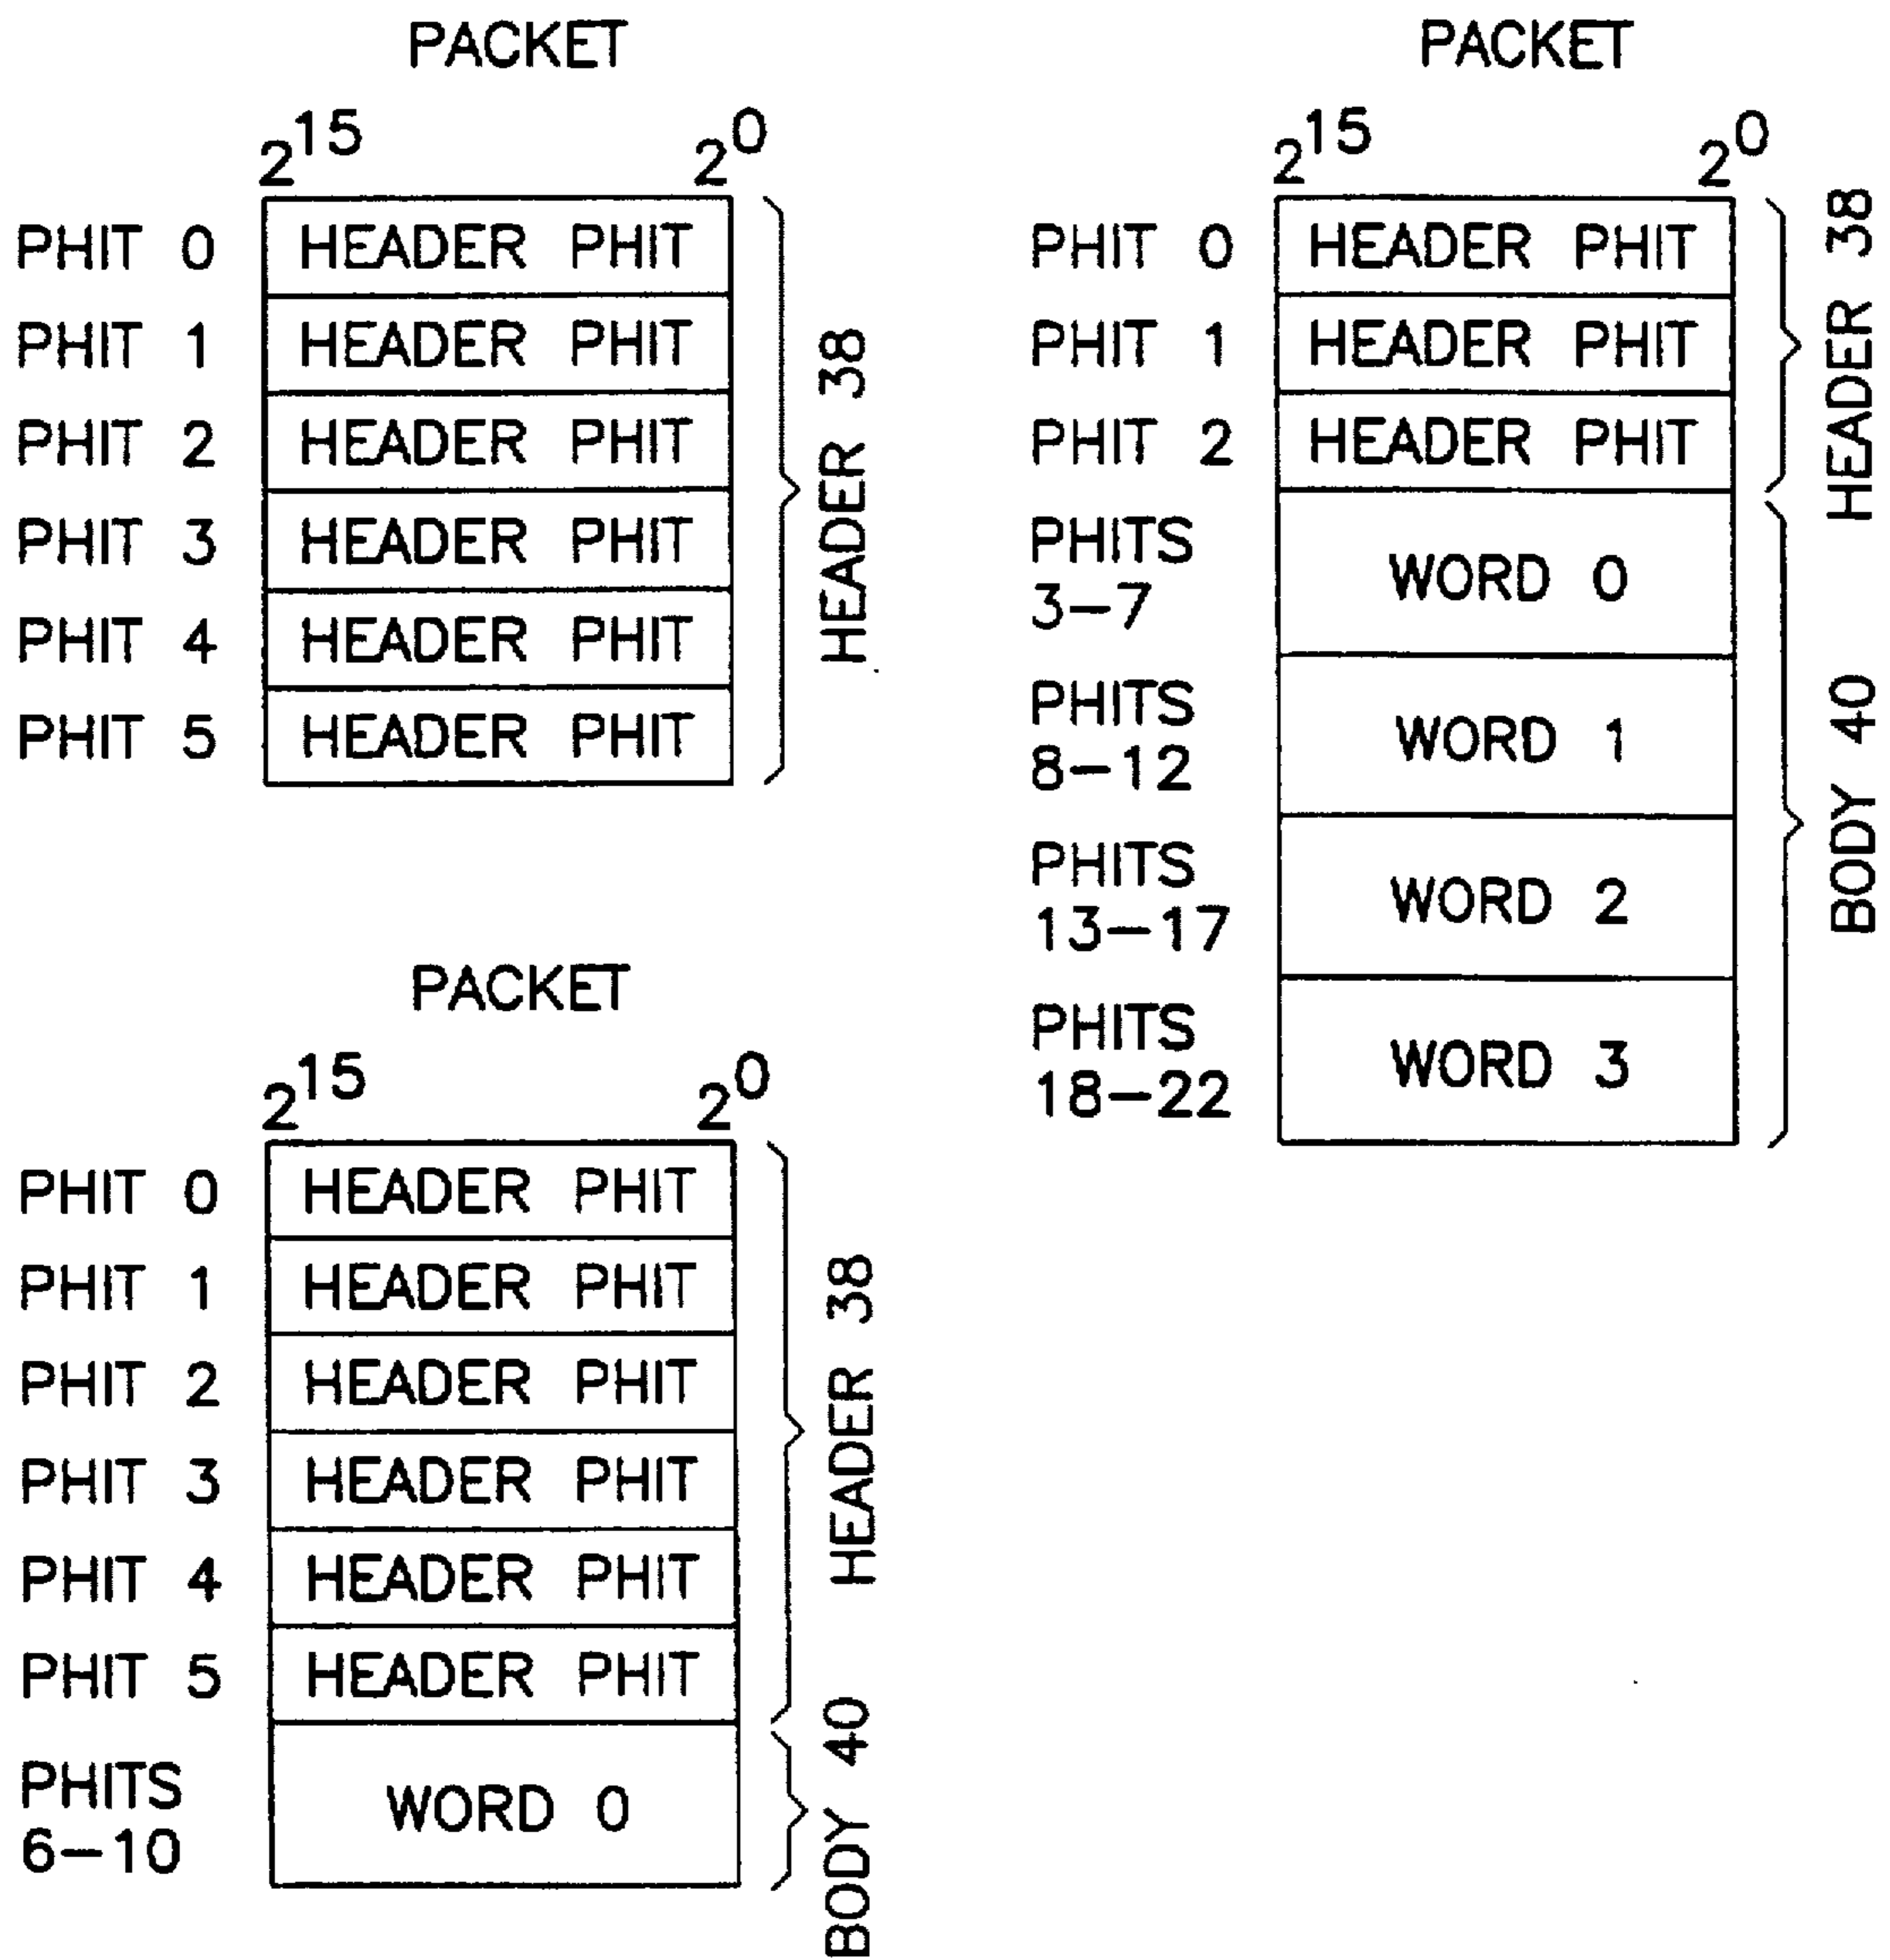 PACKET
2^15 2^0
PHIT 0 HEADER PHIT
PHIT 1 HEADER PHIT
PHIT 2 HEADER PHIT
PHIT 3 HEADER PHIT
PHIT 4 HEADER PHIT
PHIT 5 HEADER PHIT
HEADER 38
PACKET
2^15 2^0
PHIT 0 HEADER PHIT
PHIT 1 HEADER PHIT
PHIT 2 HEADER PHIT
PHIT 3 HEADER PHIT
PHIT 4 HEADER PHIT
PHIT 5 HEADER PHIT
HEADER 38
PHITS
6-10
WORD 0
BODY 40
PACKET
2^15 2^0
PHIT 0 HEADER PHIT
PHIT 1 HEADER PHIT
PHIT 2 HEADER PHIT
HEADER 38
PHITS
3-7
WORD 0
PHITS
8-12
WORD 1
PHITS
13-17
WORD 2
PHITS
18-22
WORD 3
BODY 40